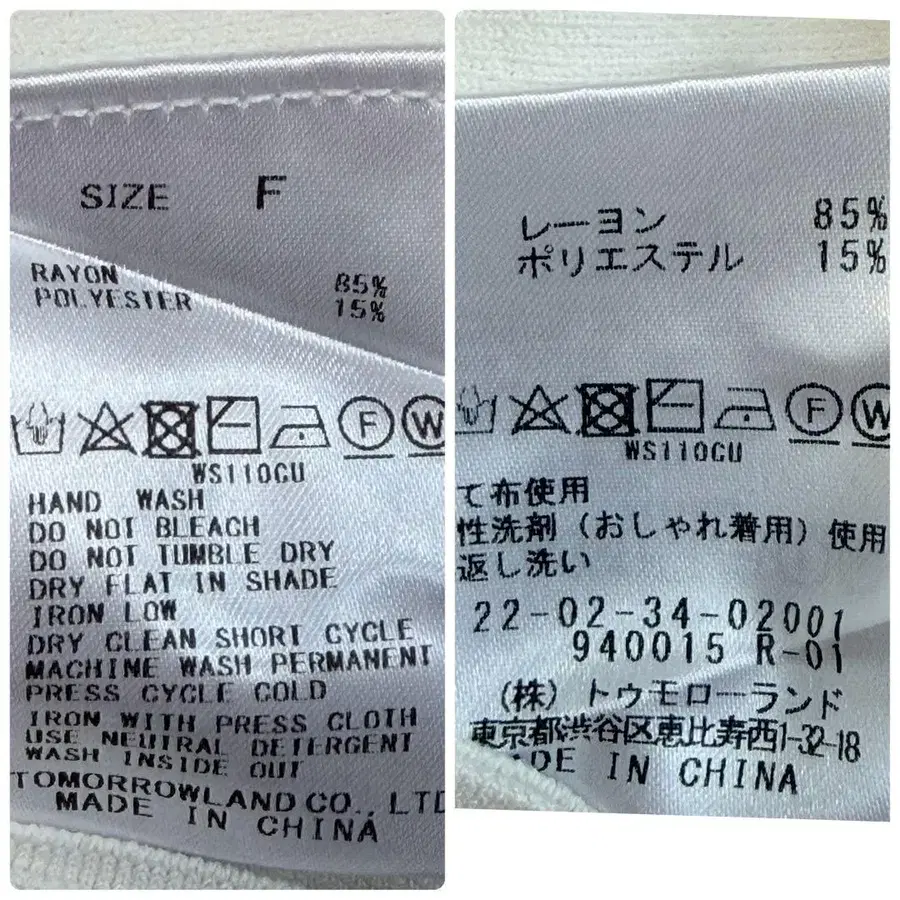 SIZE F
RAYON 85%
POLYESTER 15%
F W
WS110GU
HAND WASH
DO NOT BLEACH
DO NOT TUMBLE DRY
DRY FLAT IN SHADE
IRON LOW
DRY CLEAN SHORT CYCLE
MACHINE WASH PERMANENT
PRESS CYCLE COLD
IRON WITH PRESS CLOTH
USE NEUTRAL DETERGENT
WASH INSIDE OUT
TOMORROWLAND CO., LTD
MADE IN CHINA
レーヨン 85%
ポリエステル 15%
F W
WS110GU
て布使用
性洗剤（おしゃれ着用）使用
返し洗い
22-02-34-02001
940015 R-01
（株）トゥモローランド
東京都渋谷区恵比寿西1-32-18
ADE IN CHINA